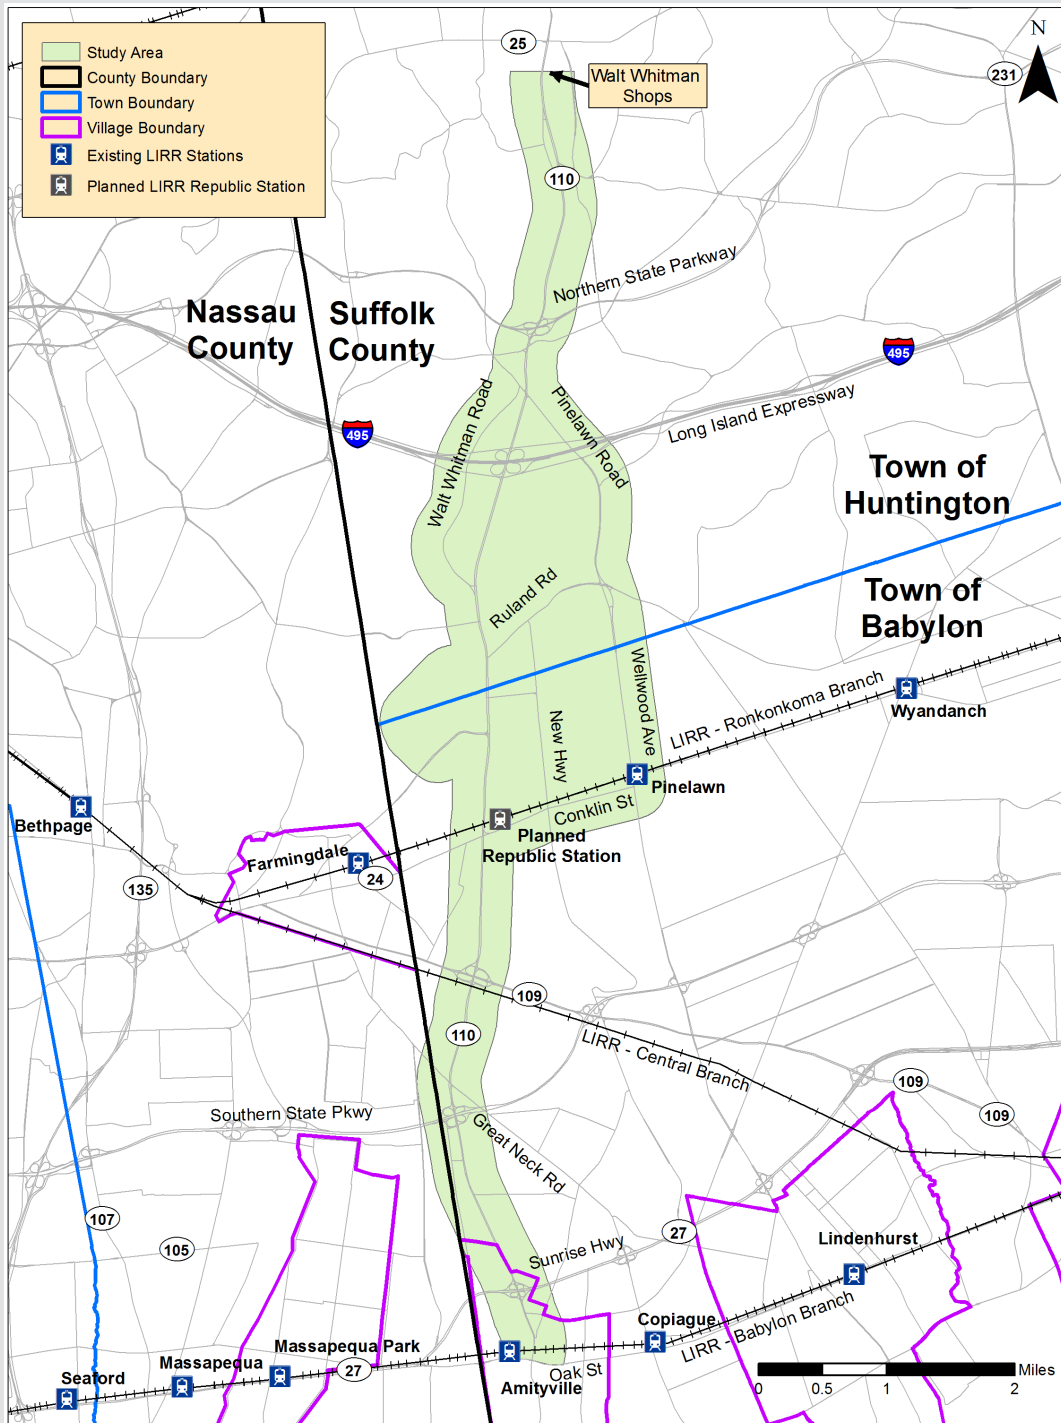 Study Area
County Boundary
Town Boundary
Village Boundary
Existing LIRR Stations
Planned LIRR Republic Station
25
Walt Whitman
Shops
N
231
110
Northern State Parkway
Nassau
County
Suffolk
County
495
495
Long Island Expressway
Walt Whitman Road
Pinelawn Road
Town of
Huntington
Town of
Babylon
Ruland Rd
Wellwood Ave
New Hwy
LIRR - Ronkonkoma Branch
Wyandanch
Pinelawn
Conklin St
Planned
Republic Station
Bethpage
Farmingdale
24
135
109
110
LIRR - Central Branch
109
109
Southern State Pkwy
Great Neck Rd
107
105
27
Sunrise Hwy
Lindenhurst
Copiague
LIRR - Babylon Branch
Massapequa Park
Massapequa
Seaford
27
Amityville
Oak St
Miles
0
0.5
1
2